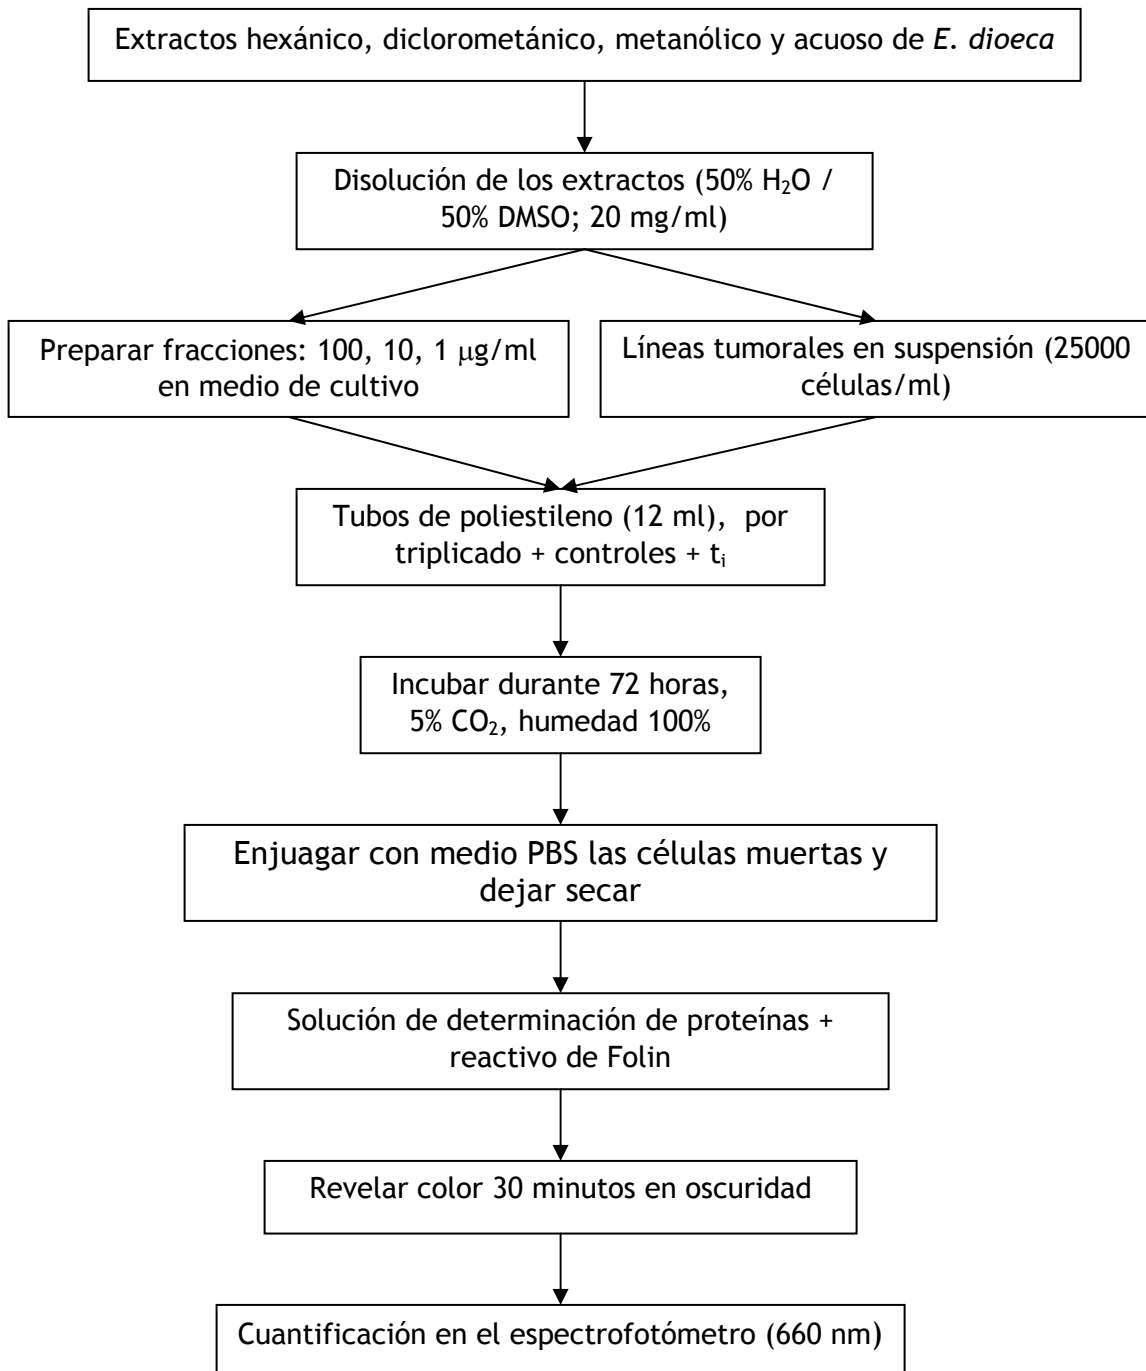 Extractos hexánico, diclorometánico, metanólico y acuoso de E. dioeca
Disolución de los extractos (50% H₂O /
50% DMSO; 20 mg/ml)
Preparar fracciones: 100, 10, 1 μg/ml
en medio de cultivo
Líneas tumorales en suspensión (25000
células/ml)
Tubos de poliestileno (12 ml), por
triplicado + controles + tᵢ
Incubar durante 72 horas,
5% CO₂, humedad 100%
Enjuagar con medio PBS las células muertas y
dejar secar
Solución de determinación de proteínas +
reactivo de Folin
Revelar color 30 minutos en oscuridad
Cuantificación en el espectrofotómetro (660 nm)